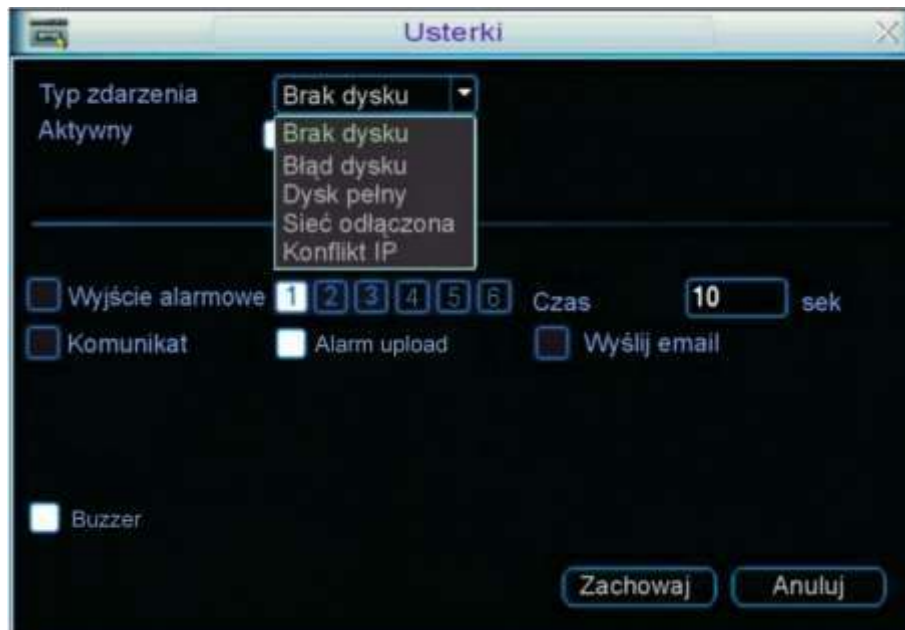 Usterki
Typ zdarzenia Brak dysku
Aktywny Brak dysku
Błąd dysku
Dysk pełny
Sieć odłączona
Konflikt IP
Wyjście alarmowe 1 2 3 4 5 6 Czas 10 sek
Komunikat Alarm upload Wyślij email
Buzzer
Zachowaj Anuluj